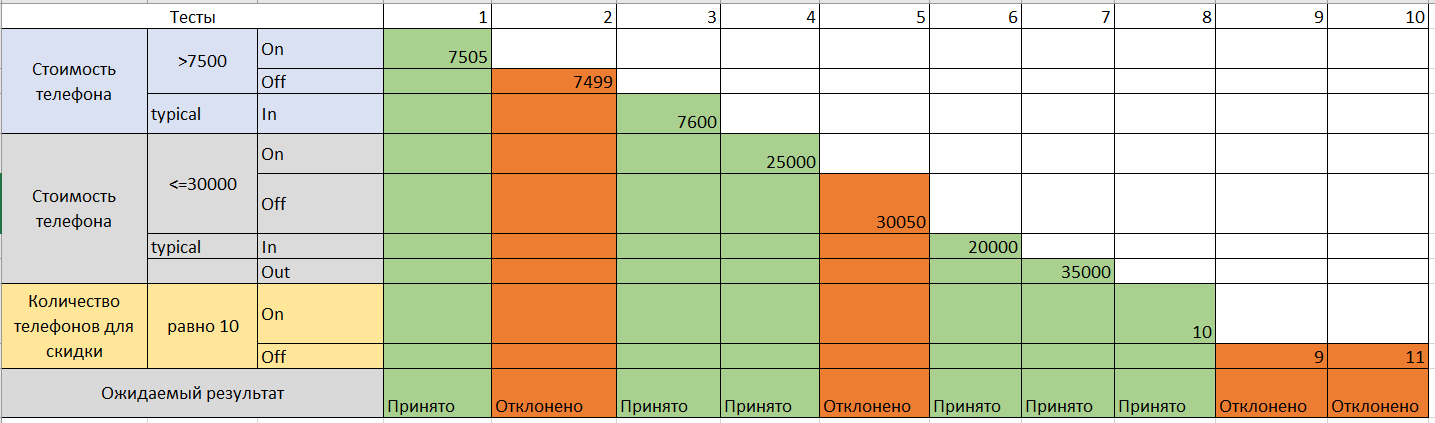 Тесты 1 2 3 4 5 6 7 8 9 10
Стоимость телефона >7500 On 7505
Off 7499
typical In 7600
Стоимость телефона <=30000 On 25000
Off 30050
typical In 20000
Out 35000
Количество телефонов для скидки равно 10 On 10
Off 9 11
Ожидаемый результат Принято Отклонено Принято Принято Отклонено Принято Принято Принято Отклонено Отклонено